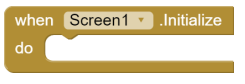 when Screen1 .Initialize
do